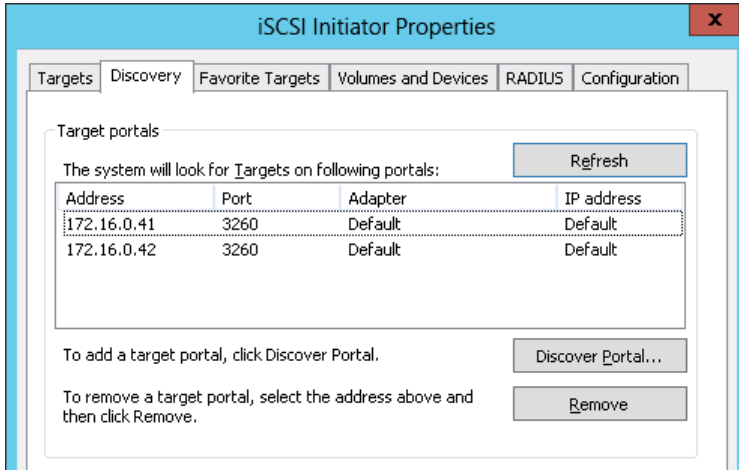 iSCSI Initiator Properties
x
Targets Discovery Favorite Targets Volumes and Devices RADIUS Configuration
Target portals
Refresh
The system will look for Targets on following portals:
Address Port Adapter IP address
172.16.0.41 3260 Default Default
172.16.0.42 3260 Default Default
To add a target portal, click Discover Portal.
Discover Portal...
To remove a target portal, select the address above and
then click Remove.
Remove